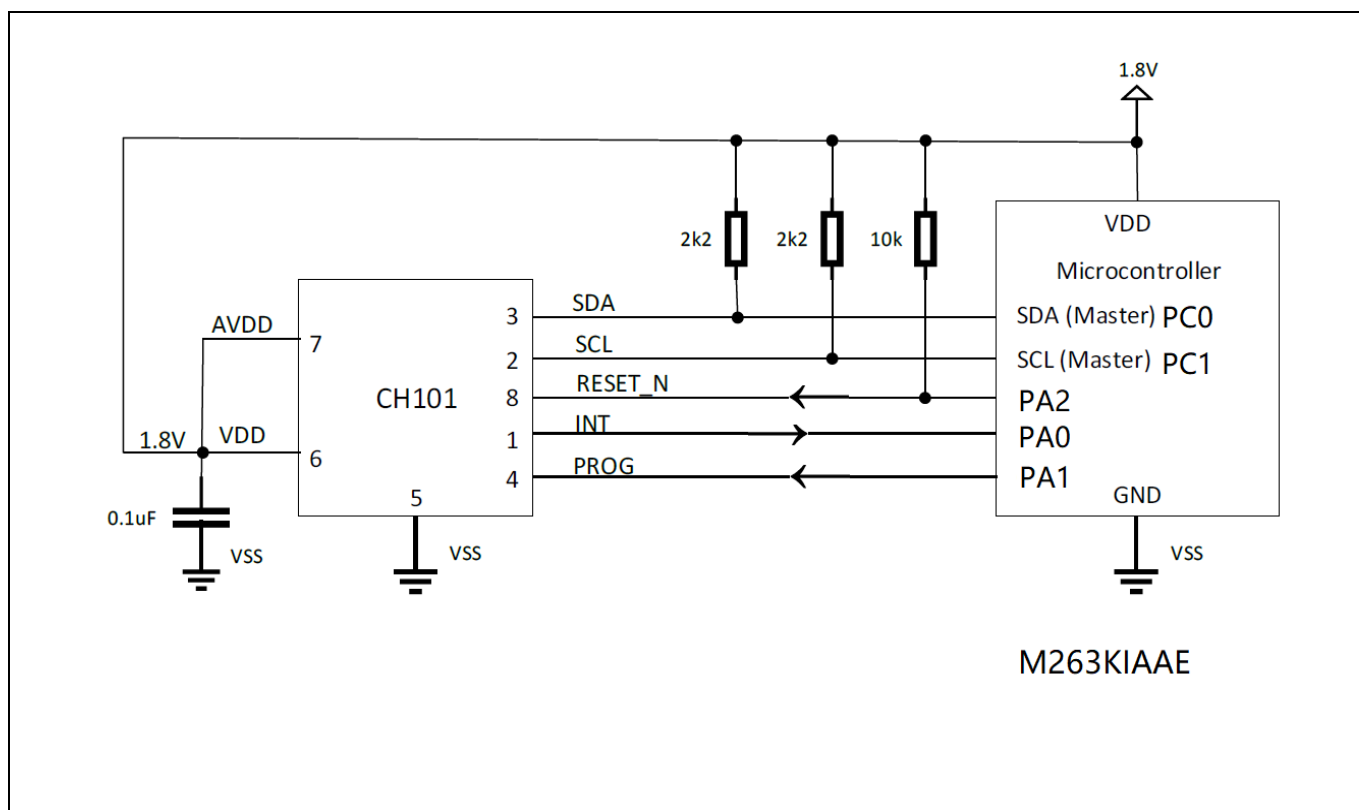 1.8V
2k2
2k2
10k
VDD
Microcontroller
AVDD
7
3
SDA
SDA (Master) PC0
2
SCL
SCL (Master) PC1
CH101
8
RESET_N
PA2
1.8V
VDD
6
1
INT
PA0
4
PROG
PA1
5
GND
0.1uF
VSS
VSS
VSS
M263KIAAE